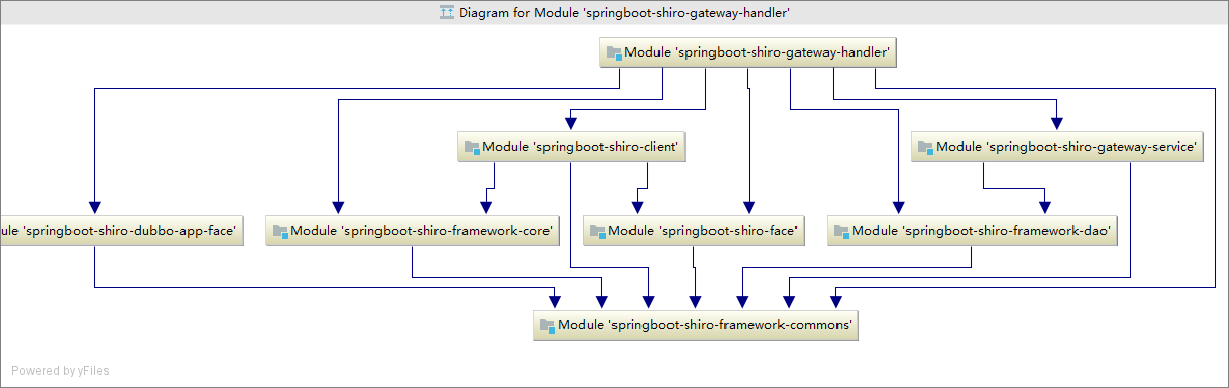 Diagram for Module 'springboot-shiro-gateway-handler'
Module 'springboot-shiro-gateway-handler'
Module 'springboot-shiro-client'
Module 'springboot-shiro-gateway-service'
ule 'springboot-shiro-dubbo-app-face'
Module 'springboot-shiro-framework-core'
Module 'springboot-shiro-face'
Module 'springboot-shiro-framework-dao'
Module 'springboot-shiro-framework-commons'
Powered by yFiles